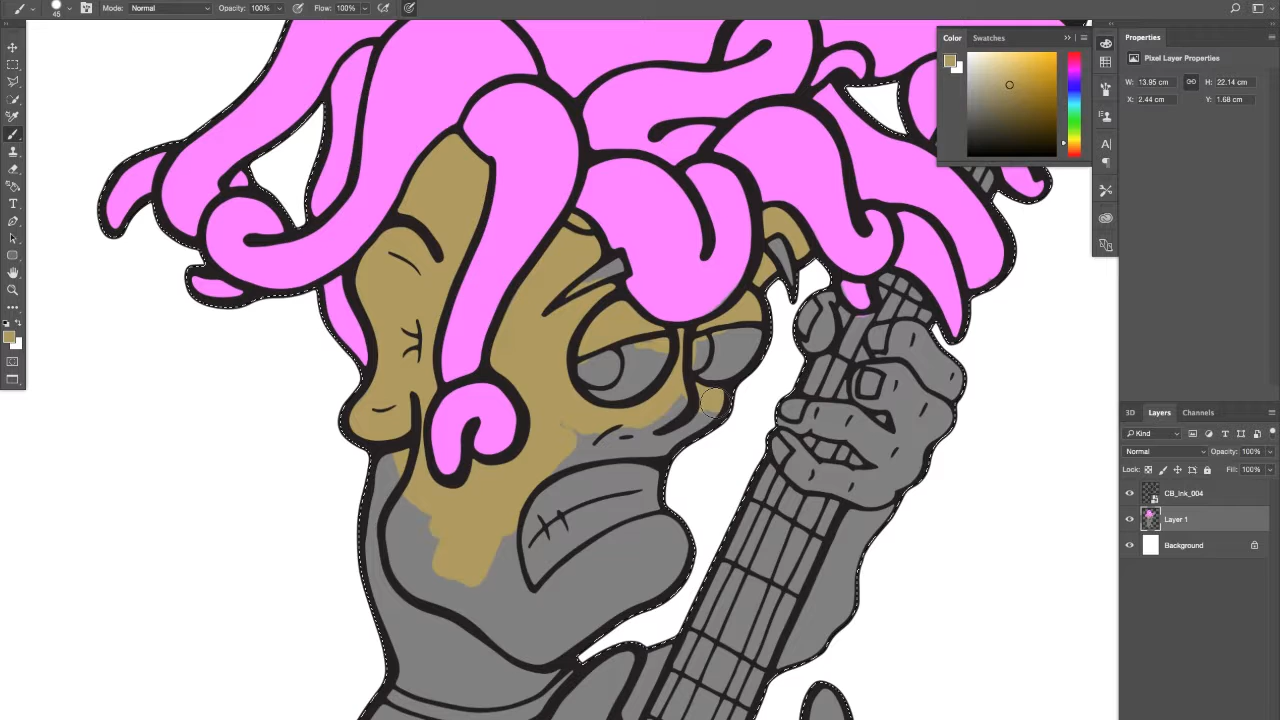 Mode: Normal Opacity: 100% Flow: 100%
45
Color Swatches
Properties
Pixel Layer Properties
W: 13.95 cm H: 22.14 cm
X: 2.44 cm Y: 1.68 cm
3D Layers Channels
Kind
Normal Opacity: 100%
Lock: Fill: 100%
CB_Ink_004
Layer 1
Background